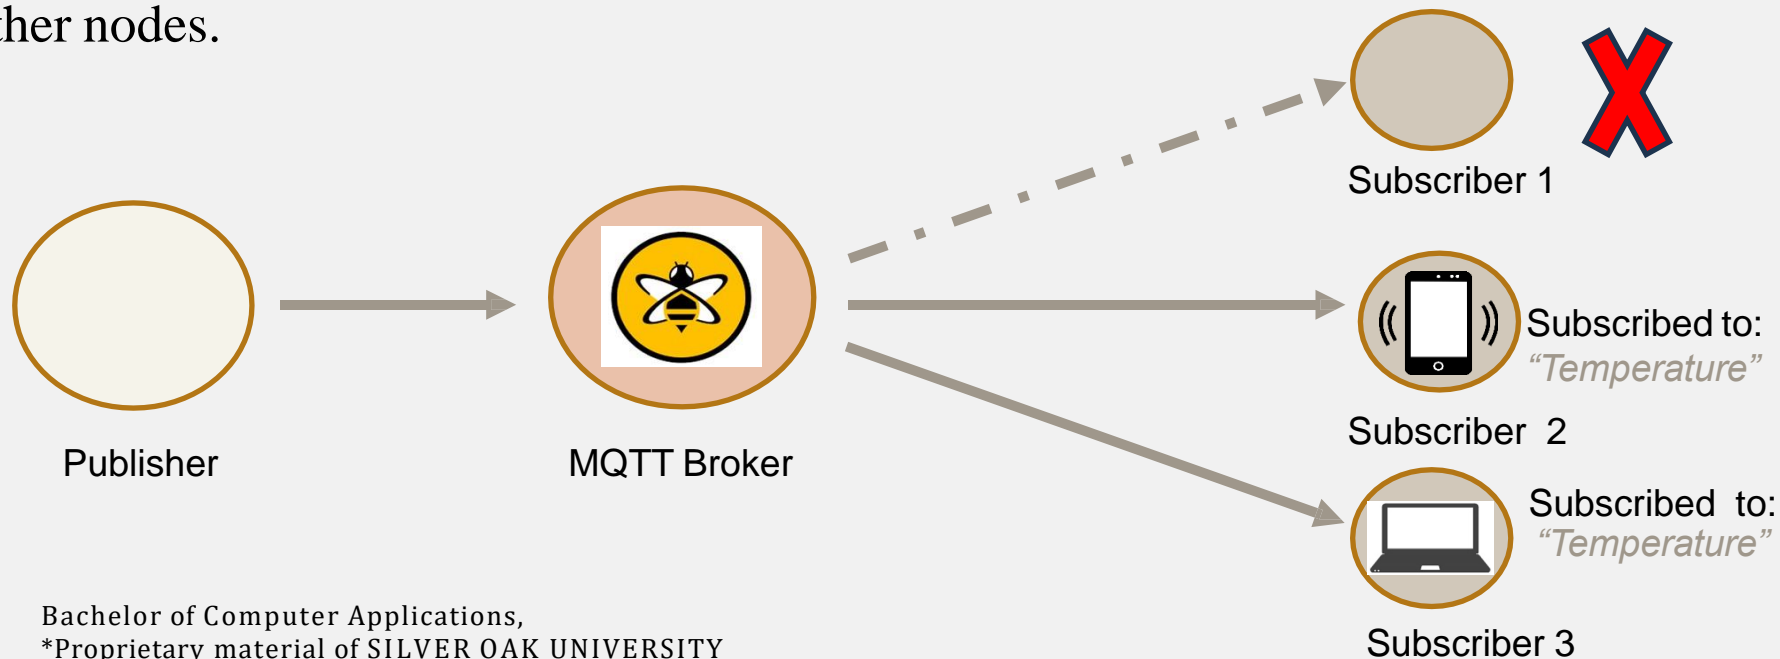 ther nodes.
Subscriber 1
Subscribed to:
“Temperature”
Subscriber 2
Publisher
MQTT Broker
Subscribed to:
“Temperature”
Subscriber 3
Bachelor of Computer Applications,
*Proprietary material of SILVER OAK UNIVERSITY